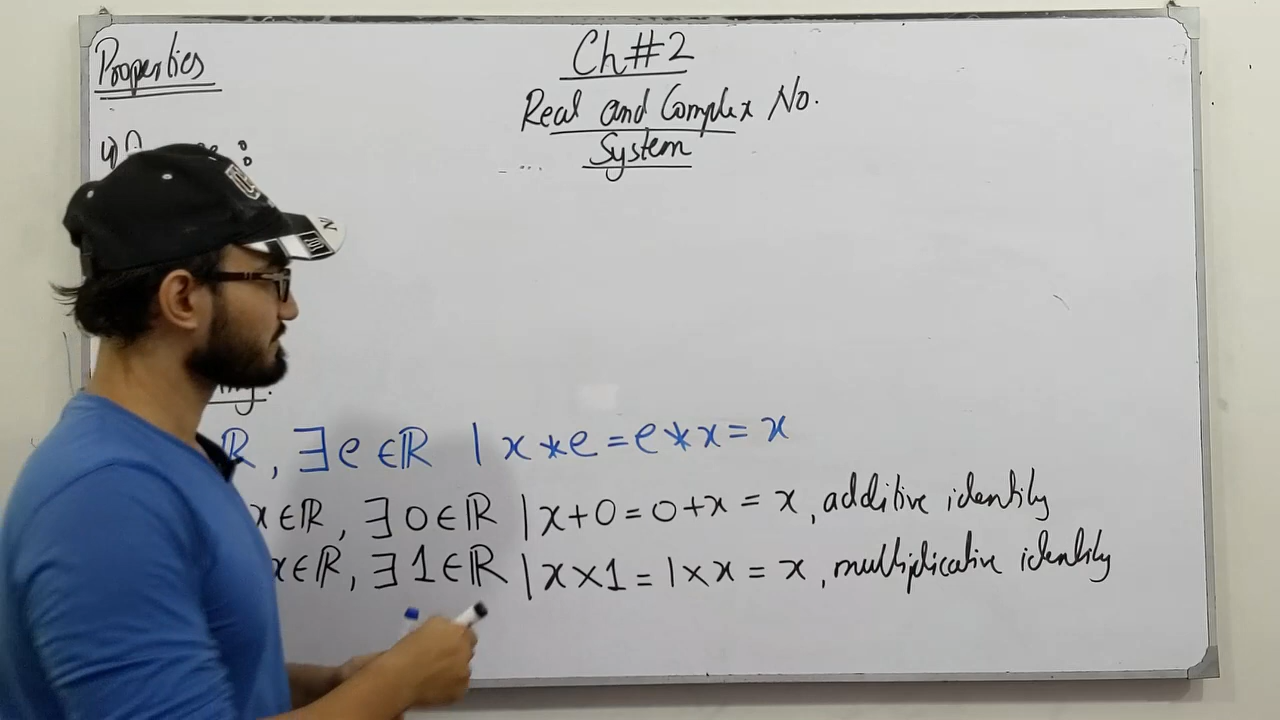 Properties
Ch#2
Real and Complex No.
System
ℝ, ∃ e ∈ ℝ | x * e = e * x = x
x ∈ ℝ, ∃ 0 ∈ ℝ | x + 0 = 0 + x = x, additive identity
x ∈ ℝ, ∃ 1 ∈ ℝ | x × 1 = 1 × x = x, multiplicative identity